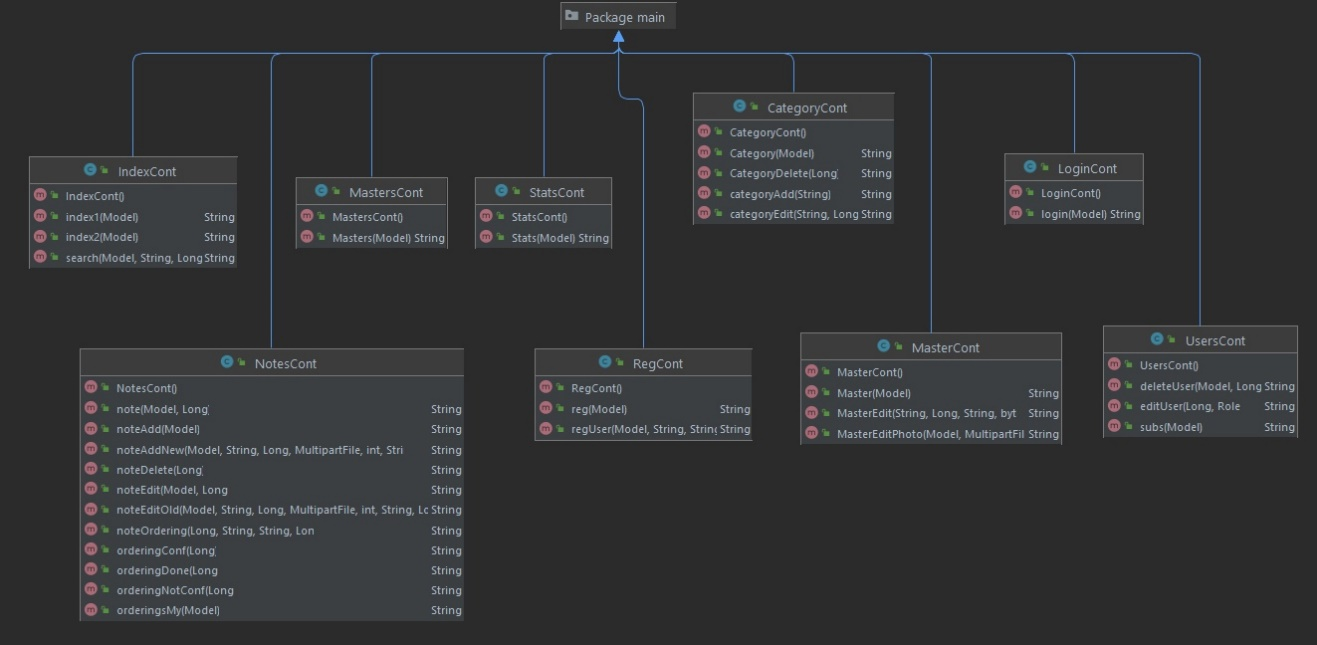 Package main
CategoryCont
CategoryCont()
Category(Model) String
CategoryDelete(Long) String
categoryAdd(String) String
categoryEdit(String, Long String
IndexCont
IndexCont()
index1(Model) String
index2(Model) String
search(Model, String, Long String
MastersCont
MastersCont()
Masters(Model) String
StatsCont
StatsCont()
Stats(Model) String
LoginCont
LoginCont()
login(Model) String
NotesCont
NotesCont()
note(Model, Long) String
noteAdd(Model) String
noteAddNew(Model, String, Long, MultipartFile, int, Stri String
noteDelete(Long) String
noteEdit(Model, Long String
noteEditOld(Model, String, Long, MultipartFile, int, String, Lc String
noteOrdering(Long, String, String, Lon String
orderingConf(Long) String
orderingDone(Long String
orderingNotConf(Long String
orderingsMy(Model) String
RegCont
RegCont()
reg(Model) String
regUser(Model, String, String String
MasterCont
MasterCont()
Master(Model) String
MasterEdit(String, Long, String, byt String
MasterEditPhoto(Model, MultipartFil String
UsersCont
UsersCont()
deleteUser(Model, Long String
editUser(Long, Role String
subs(Model) String